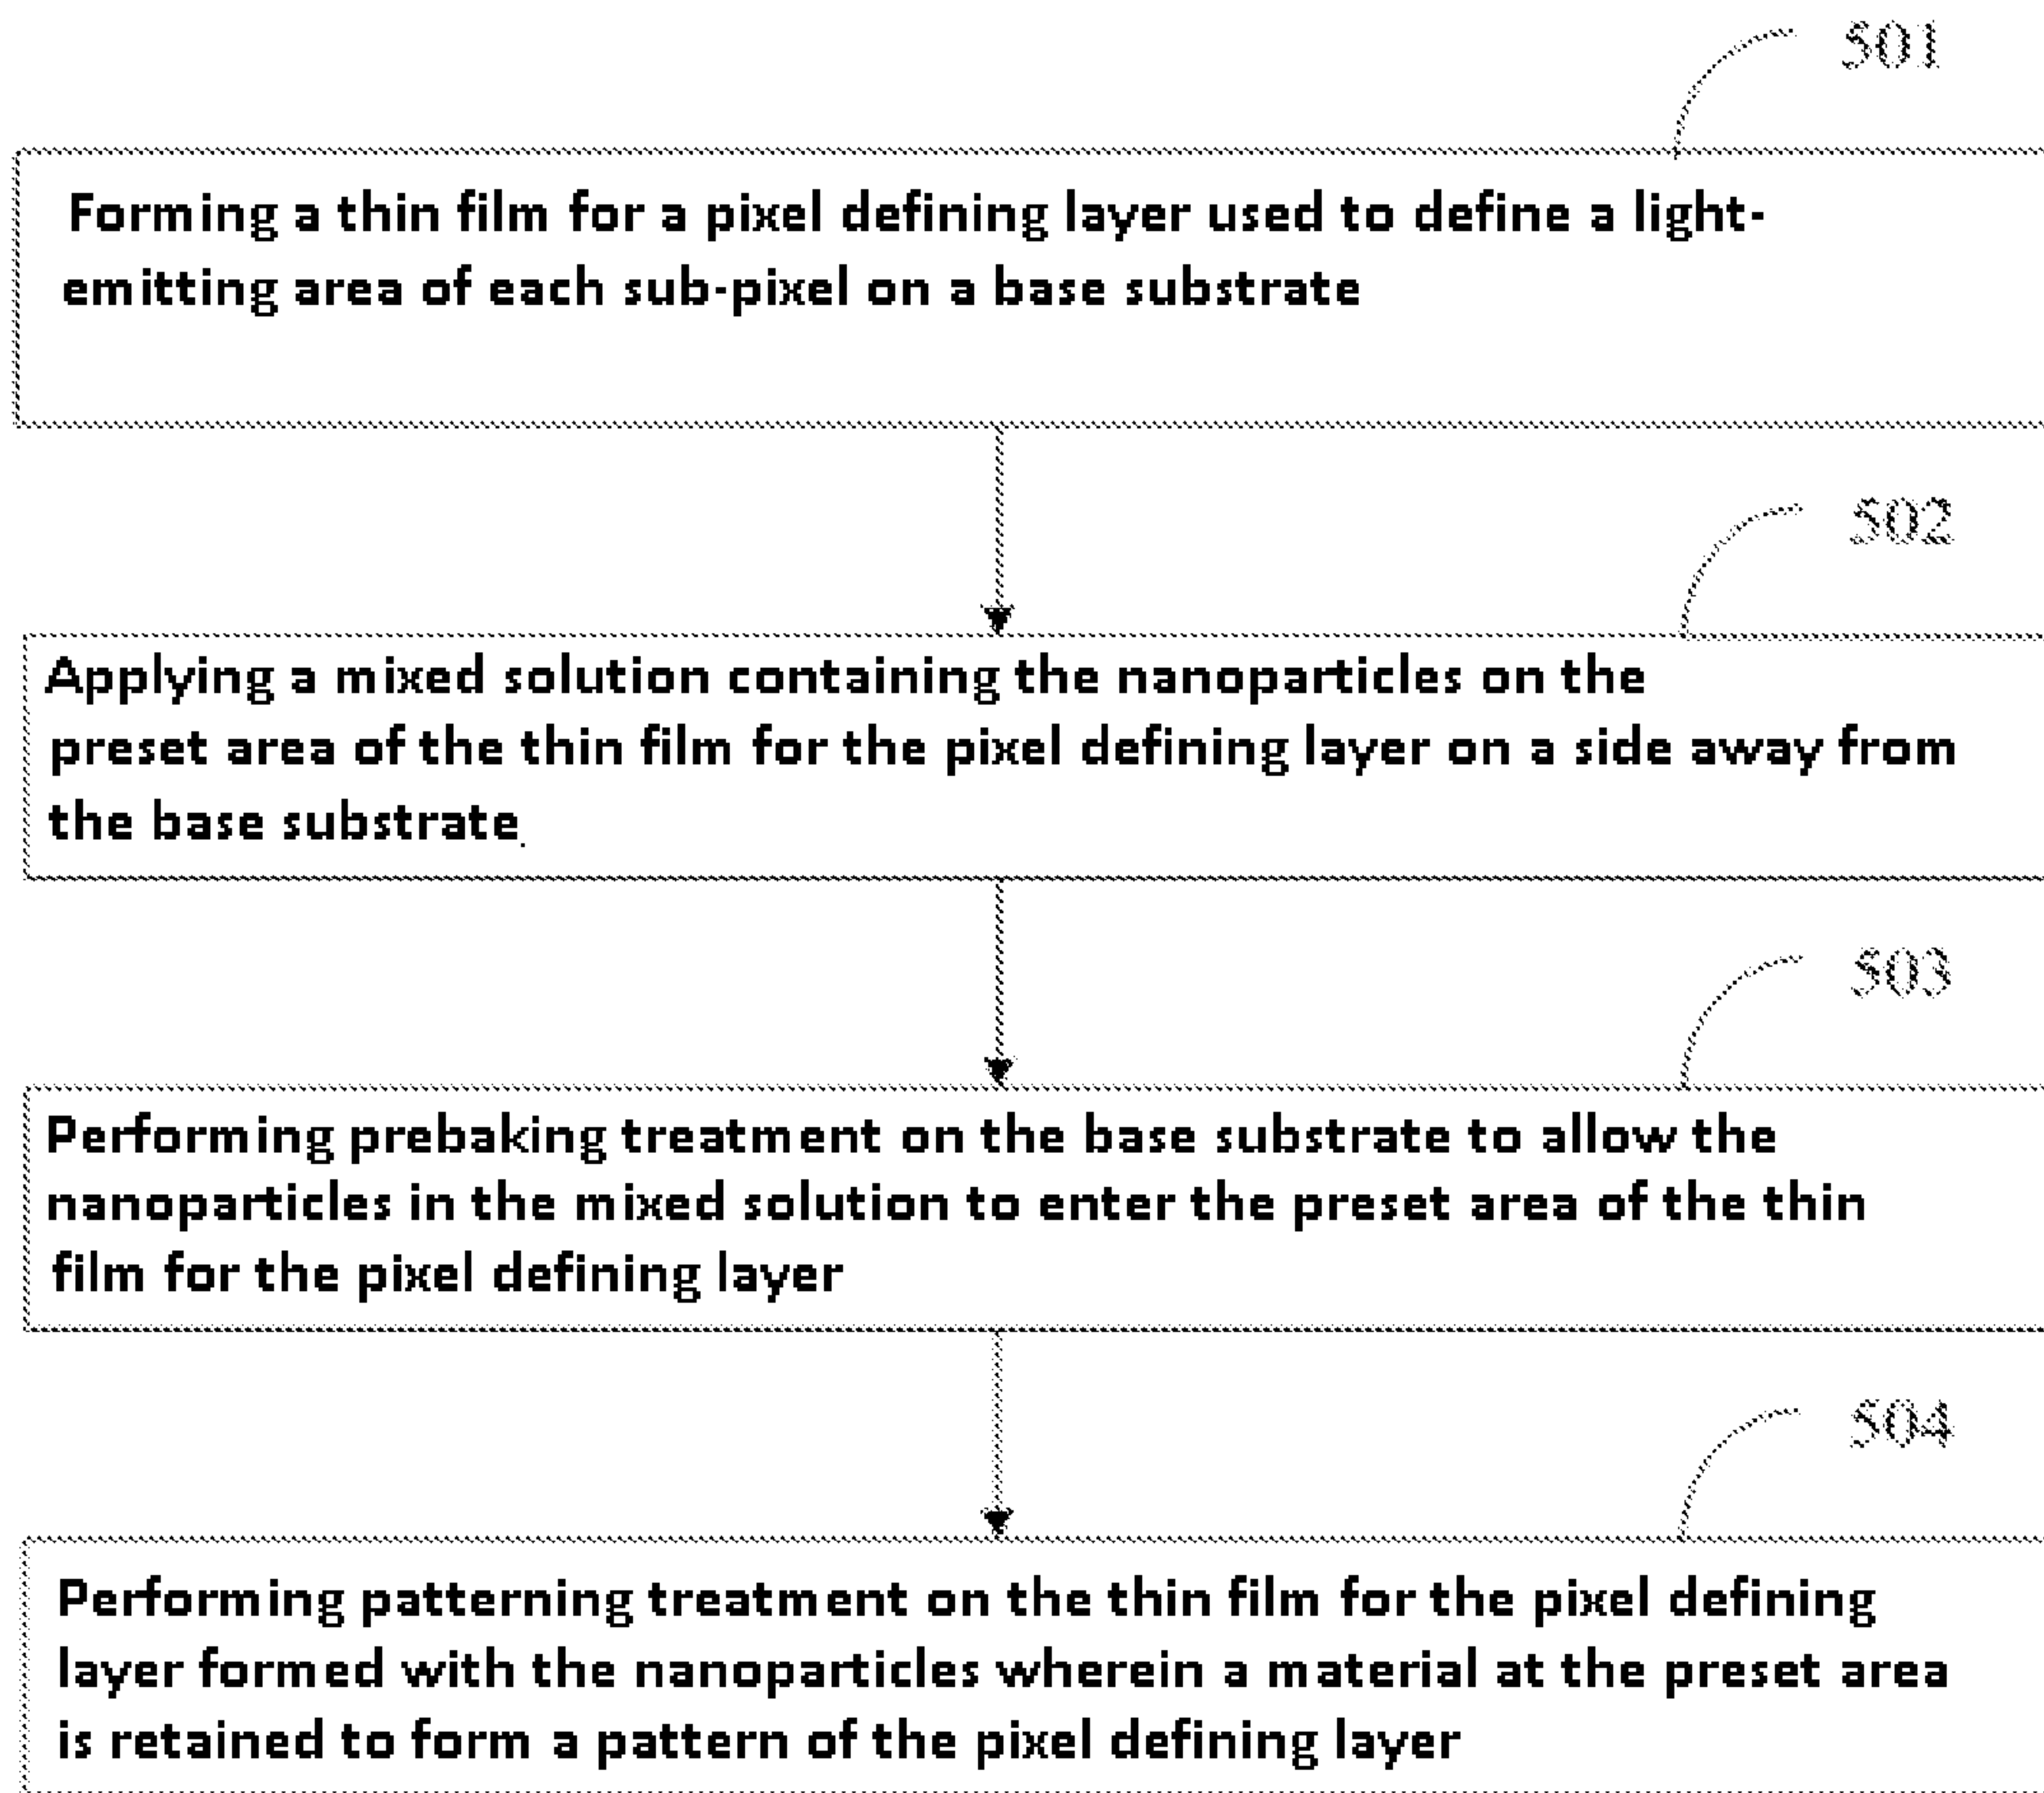 501
Forming a thin film for a pixel defining layer used to define a light-
emitting area of each sub-pixel on a base substrate
502
Applying a mixed solution containing the nanoparticles on the
preset area of the thin film for the pixel defining layer on a side away from
the base substrate.
503
Performing prebaking treatment on the base substrate to allow the
nanoparticles in the mixed solution to enter the preset area of the thin
film for the pixel defining layer
504
Performing patterning treatment on the thin film for the pixel defining
layer formed with the nanoparticles wherein a material at the preset area
is retained to form a pattern of the pixel defining layer